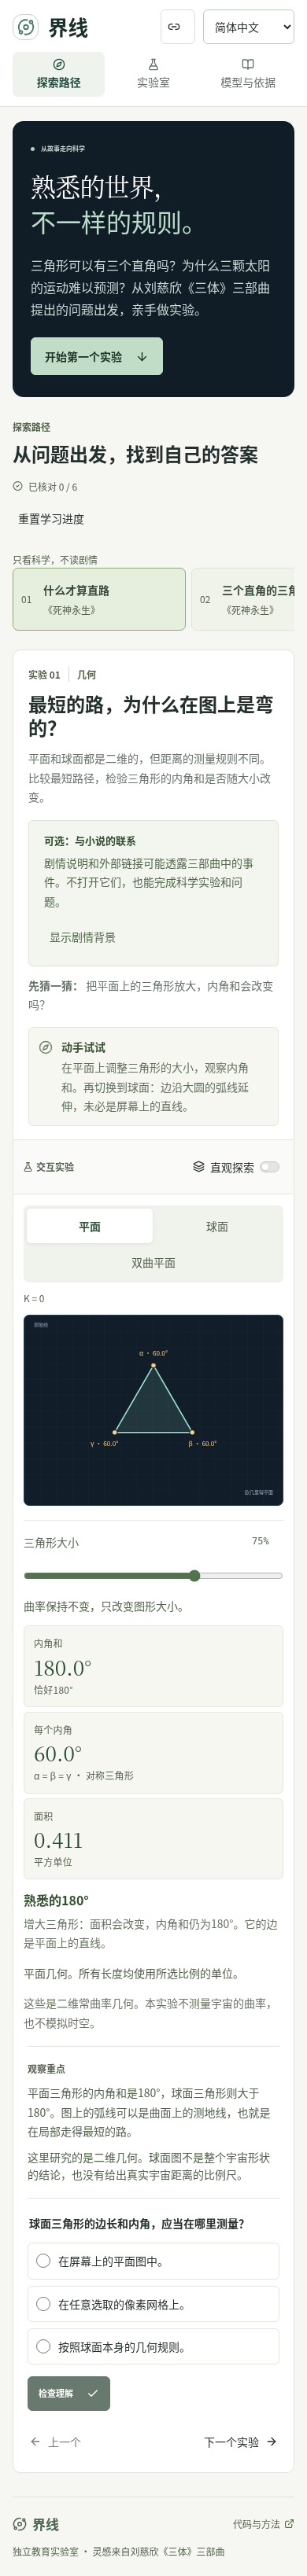 界线
简体中文
探索路径
实验室
模型与依据
从故事走向科学
熟悉的世界，
不一样的规则。
三角形可以有三个直角吗？为什么三颗太阳
的运动难以预测？从刘慈欣《三体》三部曲
提出的问题出发，亲手做实验。
开始第一个实验
探索路径
从问题出发，找到自己的答案
已核对 0 / 6
重置学习进度
只看科学，不读剧情
01 什么才算直路
《死神永生》
02 三个直角的三角
《死神永生》
实验 01 几何
最短的路，为什么在图上是弯
的？
平面和球面都是二维的，但距离的测量规则不同。
比较最短路径，检验三角形的内角和是否随大小改
变。
可选：与小说的联系
剧情说明和外部链接可能透露三部曲中的事
件。不打开它们，也能完成科学实验和问
题。
显示剧情背景
先猜一猜： 把平面上的三角形放大，内角和会改变
吗？
动手试试
在平面上调整三角形的大小，观察内角
和。再切换到球面：边沿大圆的弧线延
伸，未必是屏幕上的直线。
交互实验
直观探索
平面
球面
双曲平面
K = 0
测地线
α · 60.0°
γ · 60.0°
β · 60.0°
欧几里得平面
三角形大小 75%
曲率保持不变，只改变图形大小。
内角和
180.0°
恰好180°
每个内角
60.0°
α = β = γ · 对称三角形
面积
0.411
平方单位
熟悉的180°
增大三角形：面积会改变，内角和仍为180°。它的边
是平面上的直线。
平面几何。所有长度均使用所选比例的单位。
这些是二维常曲率几何。本实验不测量宇宙的曲率，
也不模拟时空。
观察重点
平面三角形的内角和是180°，球面三角形则大于
180°。图上的弧线可以是曲面上的测地线，也就是
在局部走得最短的路。
这里研究的是二维几何。球面图不是整个宇宙形状
的结论，也没有给出真实宇宙距离的比例尺。
球面三角形的边长和内角，应当在哪里测量？
在屏幕上的平面图中。
在任意选取的像素网格上。
按照球面本身的几何规则。
检查理解
上一个
下一个实验
界线
代码与方法
独立教育实验室 · 灵感来自刘慈欣《三体》三部曲